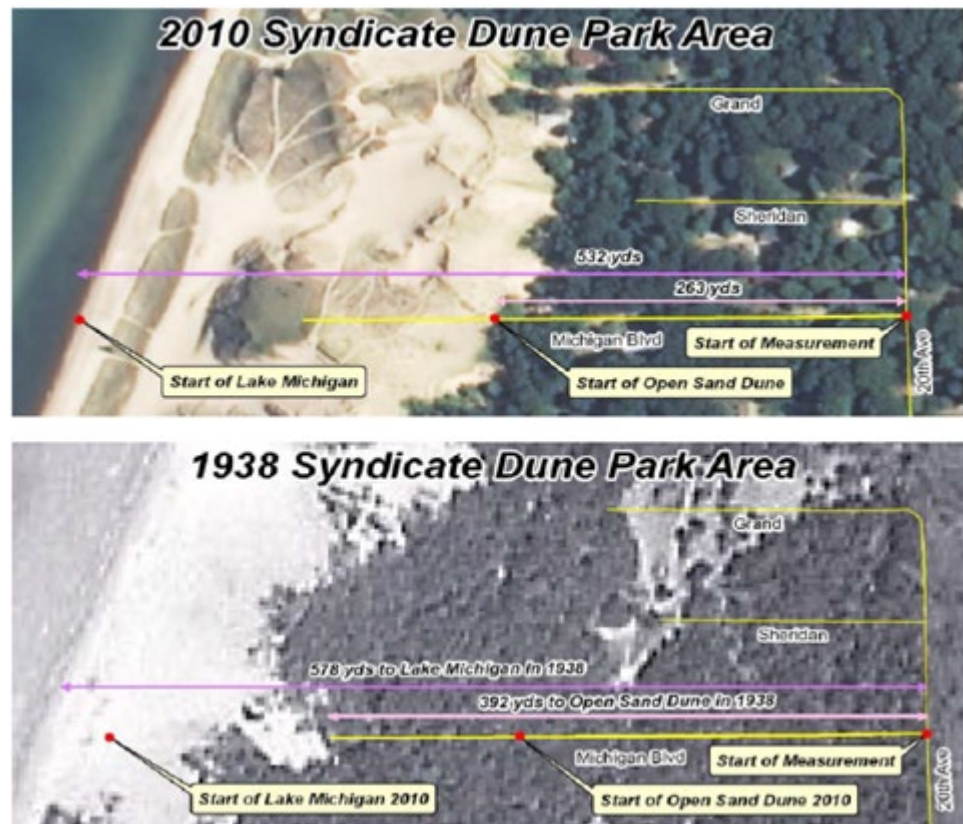 2010 Syndicate Dune Park Area
Grand
Sheridan
532 yds
263 yds
Michigan Blvd
Start of Measurement
20th Ave
Start of Lake Michigan
Start of Open Sand Dune
1938 Syndicate Dune Park Area
Grand
Sheridan
578 yds to Lake Michigan in 1938
392 yds to Open Sand Dune in 1938
Michigan Blvd
Start of Measurement
20th Ave
Start of Lake Michigan 2010
Start of Open Sand Dune 2010